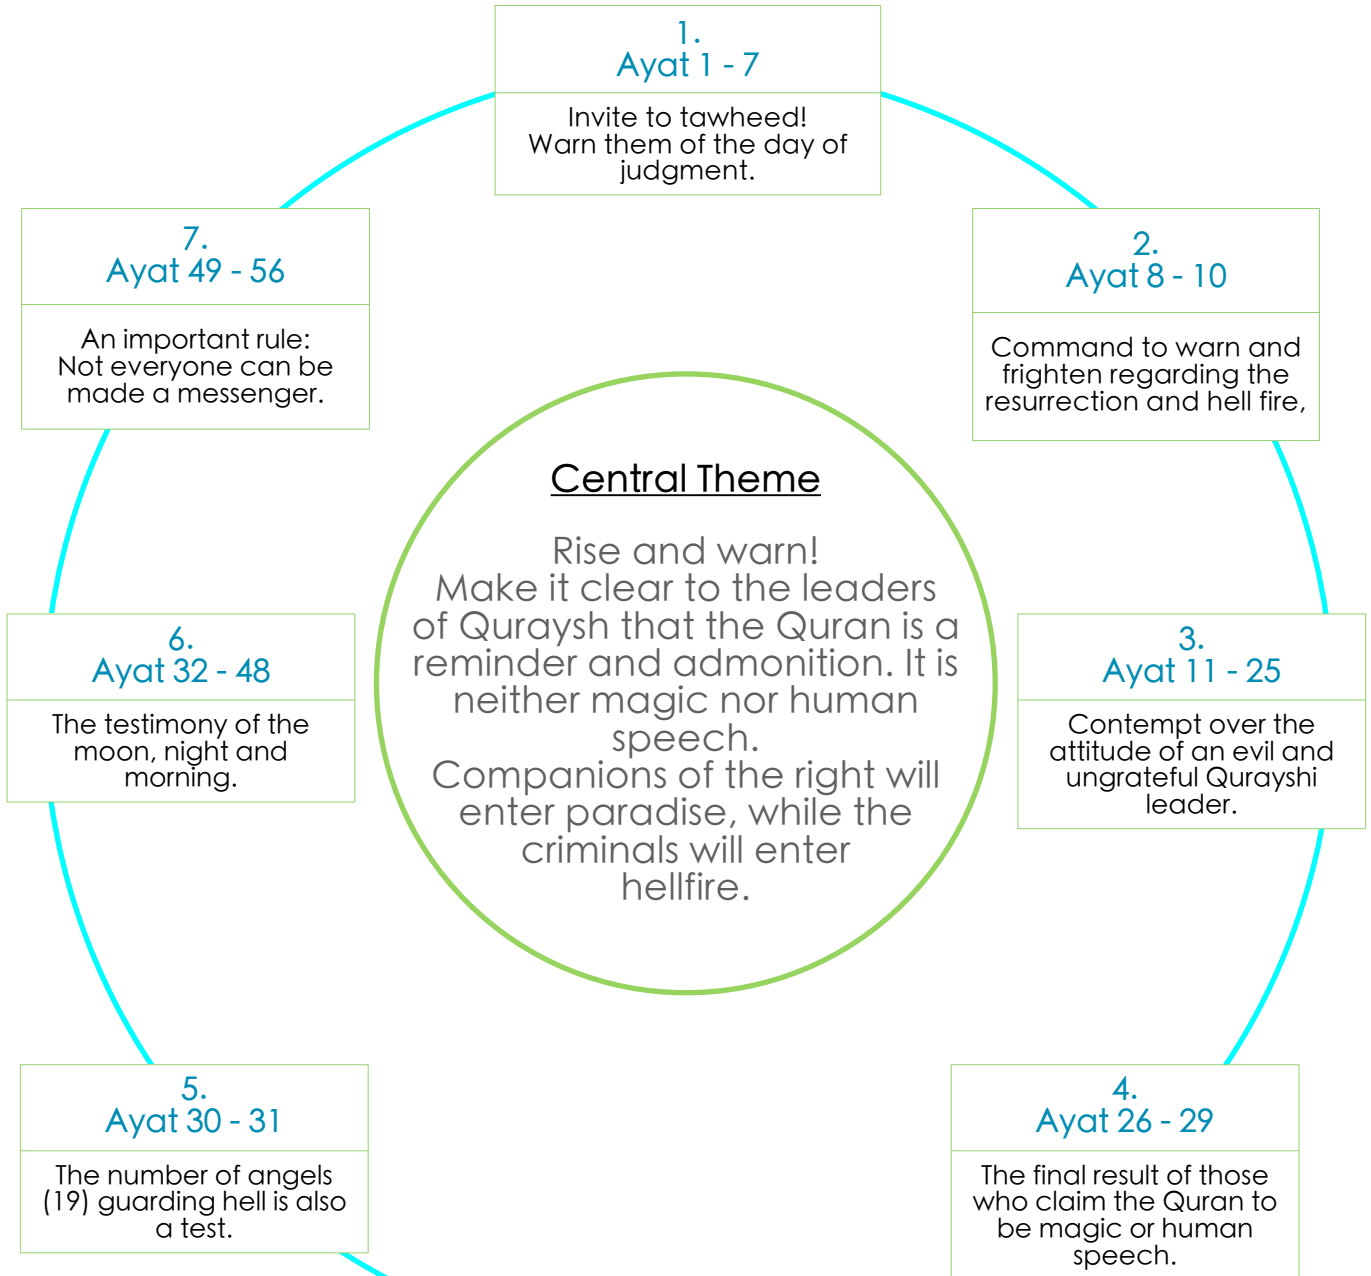 1.
Ayat 1 - 7
Invite to tawheed!
Warn them of the day of
judgment.
2.
Ayat 8 - 10
Command to warn and
frighten regarding the
resurrection and hell fire,
3.
Ayat 11 - 25
Contempt over the
attitude of an evil and
ungrateful Qurayshi
leader.
4.
Ayat 26 - 29
The final result of those
who claim the Quran to
be magic or human
speech.
5.
Ayat 30 - 31
The number of angels
(19) guarding hell is also
a test.
6.
Ayat 32 - 48
The testimony of the
moon, night and
morning.
7.
Ayat 49 - 56
An important rule:
Not everyone can be
made a messenger.
Central Theme
Rise and warn!
Make it clear to the leaders
of Quraysh that the Quran is a
reminder and admonition. It is
neither magic nor human
speech.
Companions of the right will
enter paradise, while the
criminals will enter
hellfire.